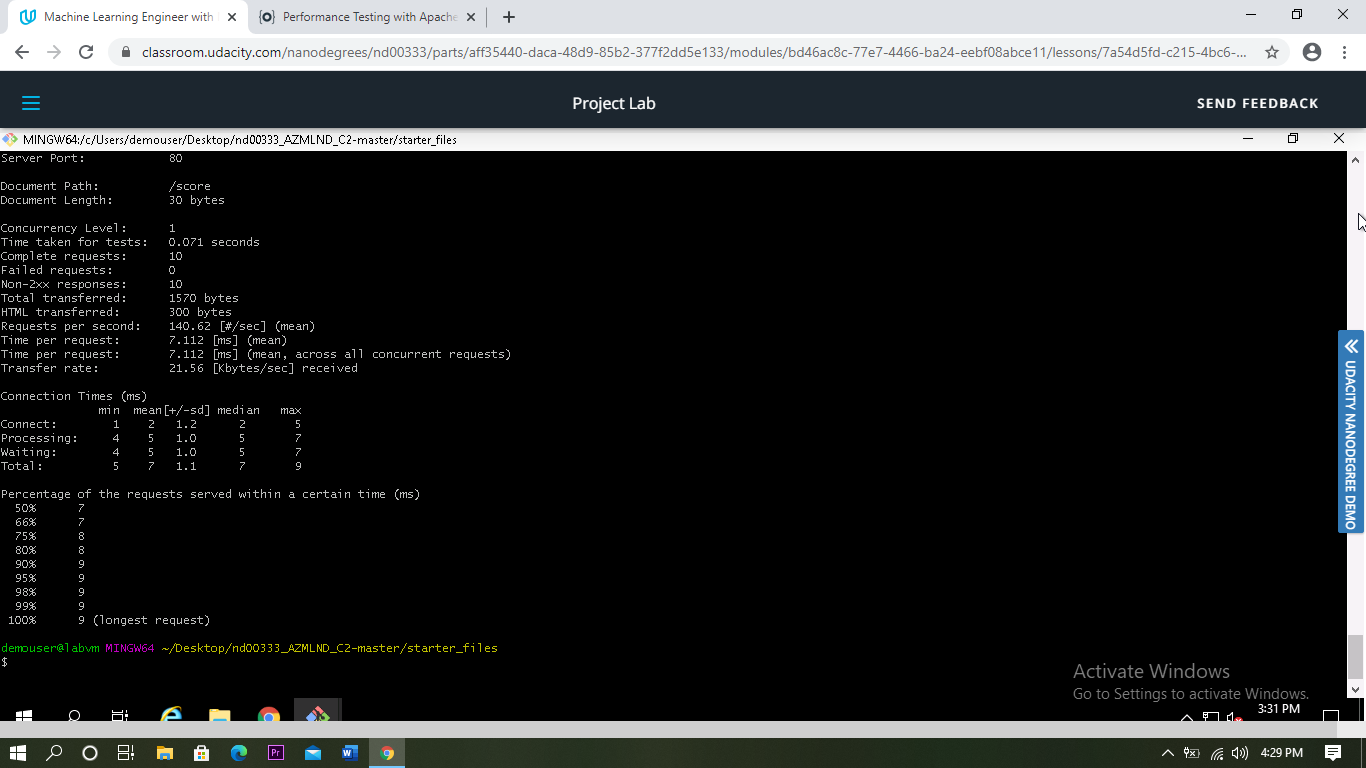 Machine Learning Engineer with
Performance Testing with Apache
classroom.udacity.com/nanodegrees/nd00333/parts/aff35440-daca-48d9-85b2-377f2dd5e133/modules/bd46ac8c-77e7-4466-ba24-eebf08abce11/lessons/7a54d5fd-c215-4bc6-...
Project Lab
SEND FEEDBACK
MINGW64:/c/Users/demouser/Desktop/nd00333_AZMLND_C2-master/starter_files
Server Port: 80
Document Path: /score
Document Length: 30 bytes
Concurrency Level: 1
Time taken for tests: 0.071 seconds
Complete requests: 10
Failed requests: 0
Non-2xx responses: 10
Total transferred: 1570 bytes
HTML transferred: 300 bytes
Requests per second: 140.62 [#/sec] (mean)
Time per request: 7.112 [ms] (mean)
Time per request: 7.112 [ms] (mean, across all concurrent requests)
Transfer rate: 21.56 [Kbytes/sec] received
Connection Times (ms)
min mean[+/-sd] median max
Connect: 1 2 1.2 2 5
Processing: 4 5 1.0 5 7
Waiting: 4 5 1.0 5 7
Total: 5 7 1.1 7 9
Percentage of the requests served within a certain time (ms)
50% 7
66% 7
75% 8
80% 8
90% 9
95% 9
98% 9
99% 9
100% 9 (longest request)
demouser@labvm MINGW64 ~/Desktop/nd00333_AZMLND_C2-master/starter_files
$
UDACITY NANODEGREE DEMO
Activate Windows
Go to Settings to activate Windows.
3:31 PM
Pr
W
4:29 PM